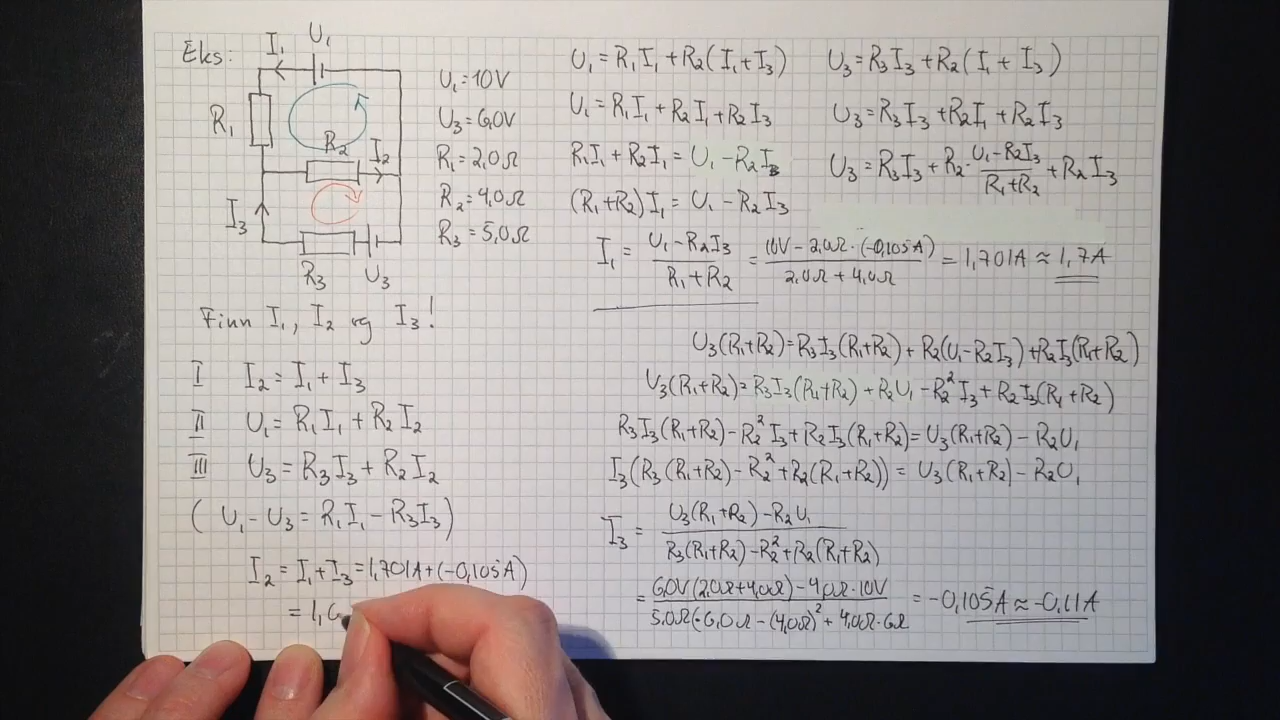 Eks:
I₁
U₁
R₁
R₂
I₂
I₃
R₃
U₃
U₁=10V
U₃=6,0V
R₁=2,0Ω
R₂=4,0Ω
R₃=5,0Ω
Finn I₁, I₂ og I₃!
I I₂=I₁+I₃
II U₁=R₁I₁+R₂I₂
III U₃=R₃I₃+R₂I₂
(U₁-U₃=R₁I₁-R₃I₃)
I₂=I₁+I₃=1,701A+(-0,105A)
=1,
U₁=R₁I₁+R₂(I₁+I₃)
U₁=R₁I₁+R₂I₁+R₂I₃
R₁I₁+R₂I₁=U₁-R₂I₃
(R₁+R₂)I₁=U₁-R₂I₃
U₃=R₃I₃+R₂(I₁+I₃)
U₃=R₃I₃+R₂I₁+R₂I₃
U₃=R₃I₃+R₂·(U₁-R₂I₃)/(R₁+R₂)+R₂I₃
I₁=(U₁-R₂I₃)/(R₁+R₂)=(10V-2,0Ω·(-0,105A))/(2,0Ω+4,0Ω)=1,701A≈1,7A
U₃(R₁+R₂)=R₃I₃(R₁+R₂)+R₂(U₁-R₂I₃)+R₂I₃(R₁+R₂)
U₃(R₁+R₂)=R₃I₃(R₁+R₂)+R₂U₁-R₂²I₃+R₂I₃(R₁+R₂)
R₃I₃(R₁+R₂)-R₂²I₃+R₂I₃(R₁+R₂)=U₃(R₁+R₂)-R₂U₁
I₃(R₃(R₁+R₂)-R₂²+R₂(R₁+R₂))=U₃(R₁+R₂)-R₂U₁
I₃=(U₃(R₁+R₂)-R₂U₁)/(R₃(R₁+R₂)-R₂²+R₂(R₁+R₂))
=(6,0V(2,0Ω+4,0Ω)-4,0Ω·10V)/(5,0Ω·6,0Ω-(4,0Ω)²+4,0Ω·6Ω)=-0,105A≈-0,11A